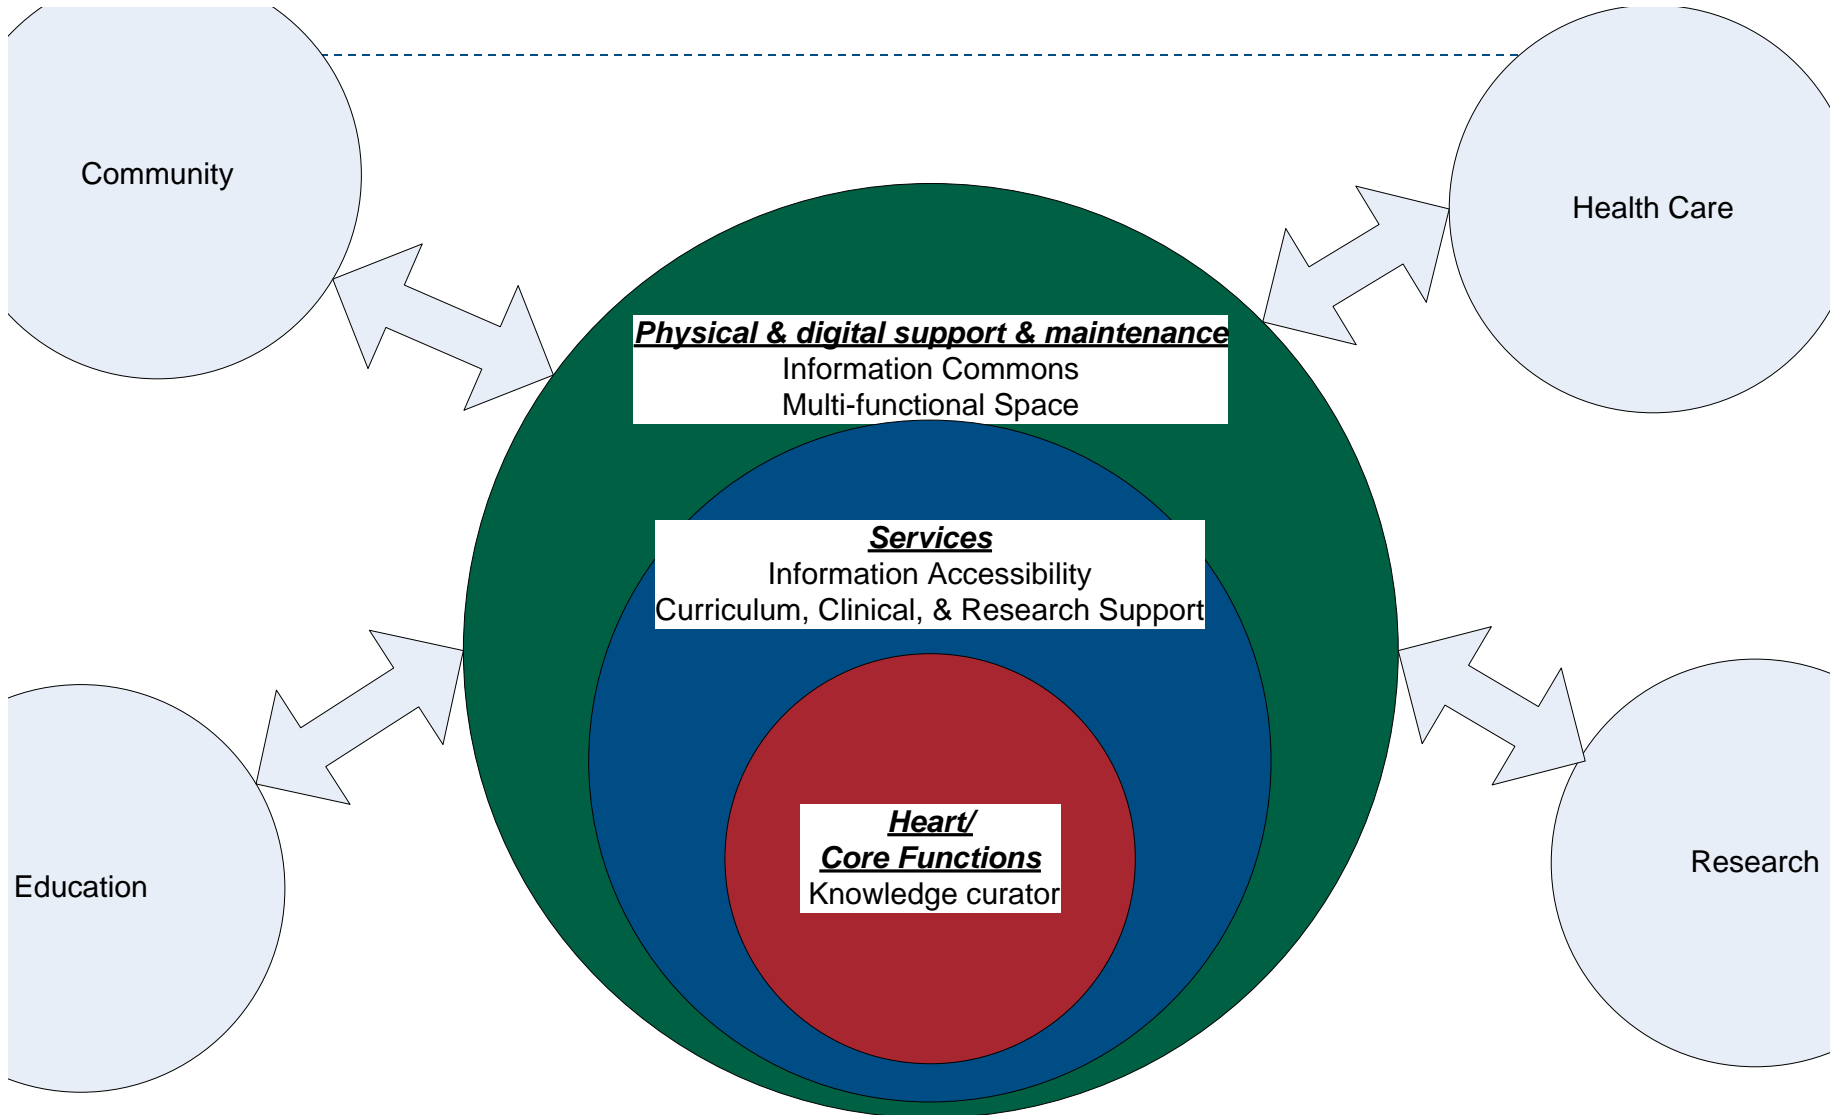 Community
Health Care
Physical & digital support & maintenance
Information Commons
Multi-functional Space
Services
Information Accessibility
Curriculum, Clinical, & Research Support
Heart/
Core Functions
Knowledge curator
Education
Research